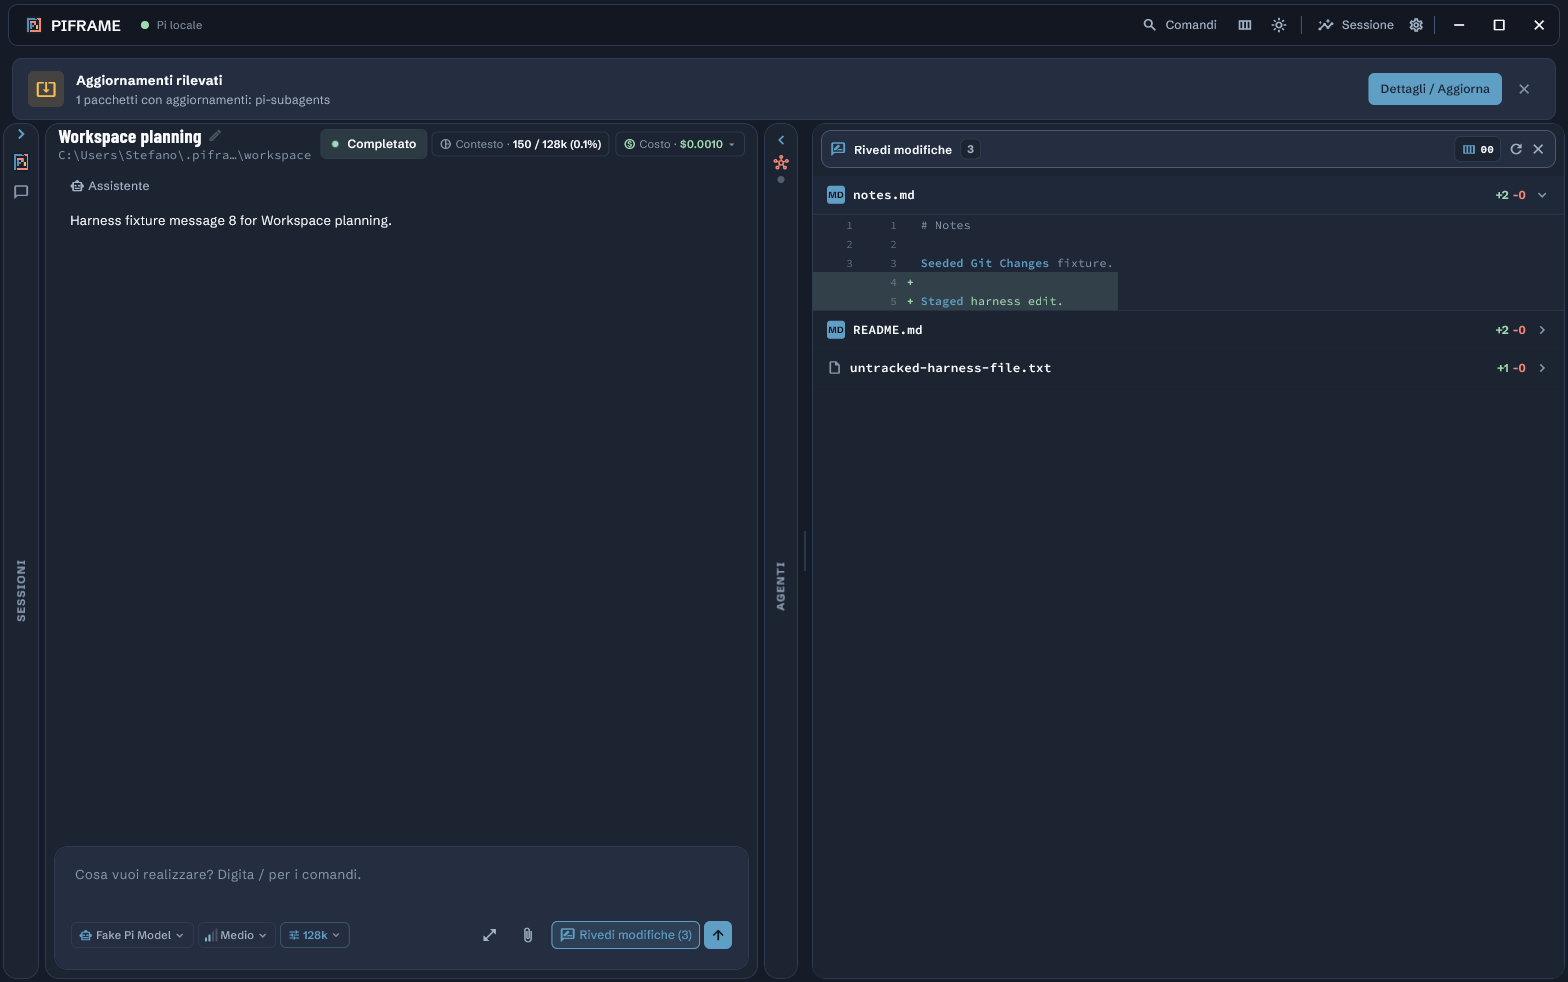 PIFRAME
Pi locale
Comandi
Sessione
Aggiornamenti rilevati
1 pacchetti con aggiornamenti: pi-subagents
Dettagli / Aggiorna
SESSIONI
Workspace planning
C:\Users\Stefano\.pifra…\workspace
Completato
Contesto · 150 / 128k (0.1%)
Costo · $0.0010
Assistente
Harness fixture message 8 for Workspace planning.
Cosa vuoi realizzare? Digita / per i comandi.
Fake Pi Model
Medio
128k
Rivedi modifiche (3)
AGENTI
Rivedi modifiche 3
00
MD notes.md +2 -0
1 1 # Notes
2 2
3 3 Seeded Git Changes fixture.
4 +
5 + Staged harness edit.
MD README.md +2 -0
untracked-harness-file.txt +1 -0